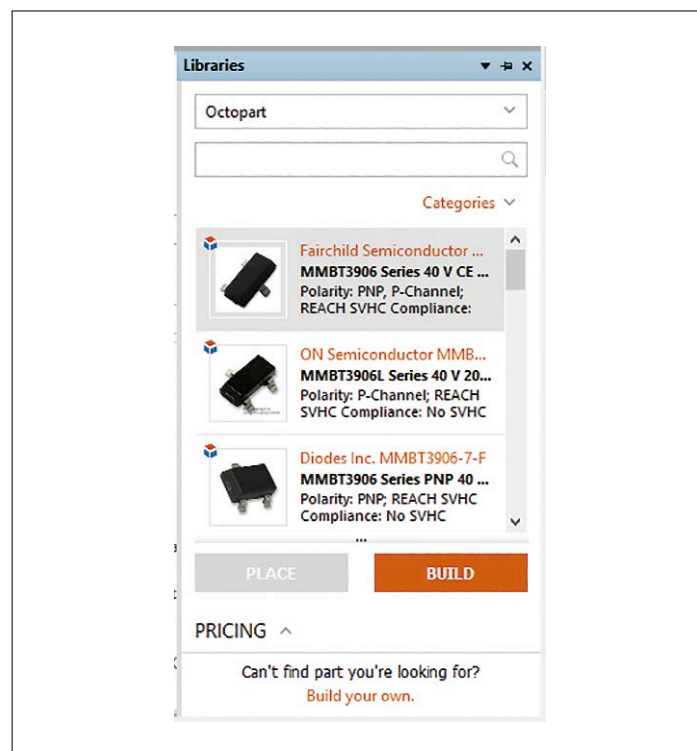 Libraries
Octopart
Categories
Fairchild Semiconductor ...
MMBT3906 Series 40 V CE ...
Polarity: PNP, P-Channel;
REACH SVHC Compliance:
ON Semiconductor MMB...
MMBT3906L Series 40 V 20...
Polarity: P-Channel; REACH
SVHC Compliance: No SVHC
Diodes Inc. MMBT3906-7-F
MMBT3906 Series PNP 40 ...
Polarity: PNP; REACH SVHC
Compliance: No SVHC
...
PLACE
BUILD
PRICING
Can't find part you're looking for?
Build your own.